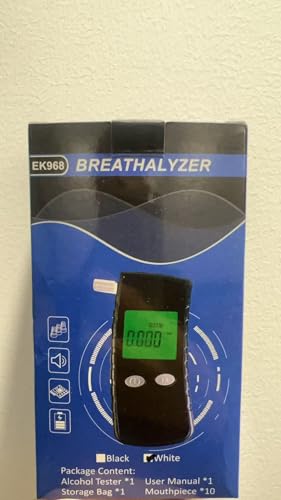 EK968 BREATHALYZER
0.000
Black White
Package Content:
Alcohol Tester *1 User Manual *1
Storage Bag *1 Mouthpiece *10